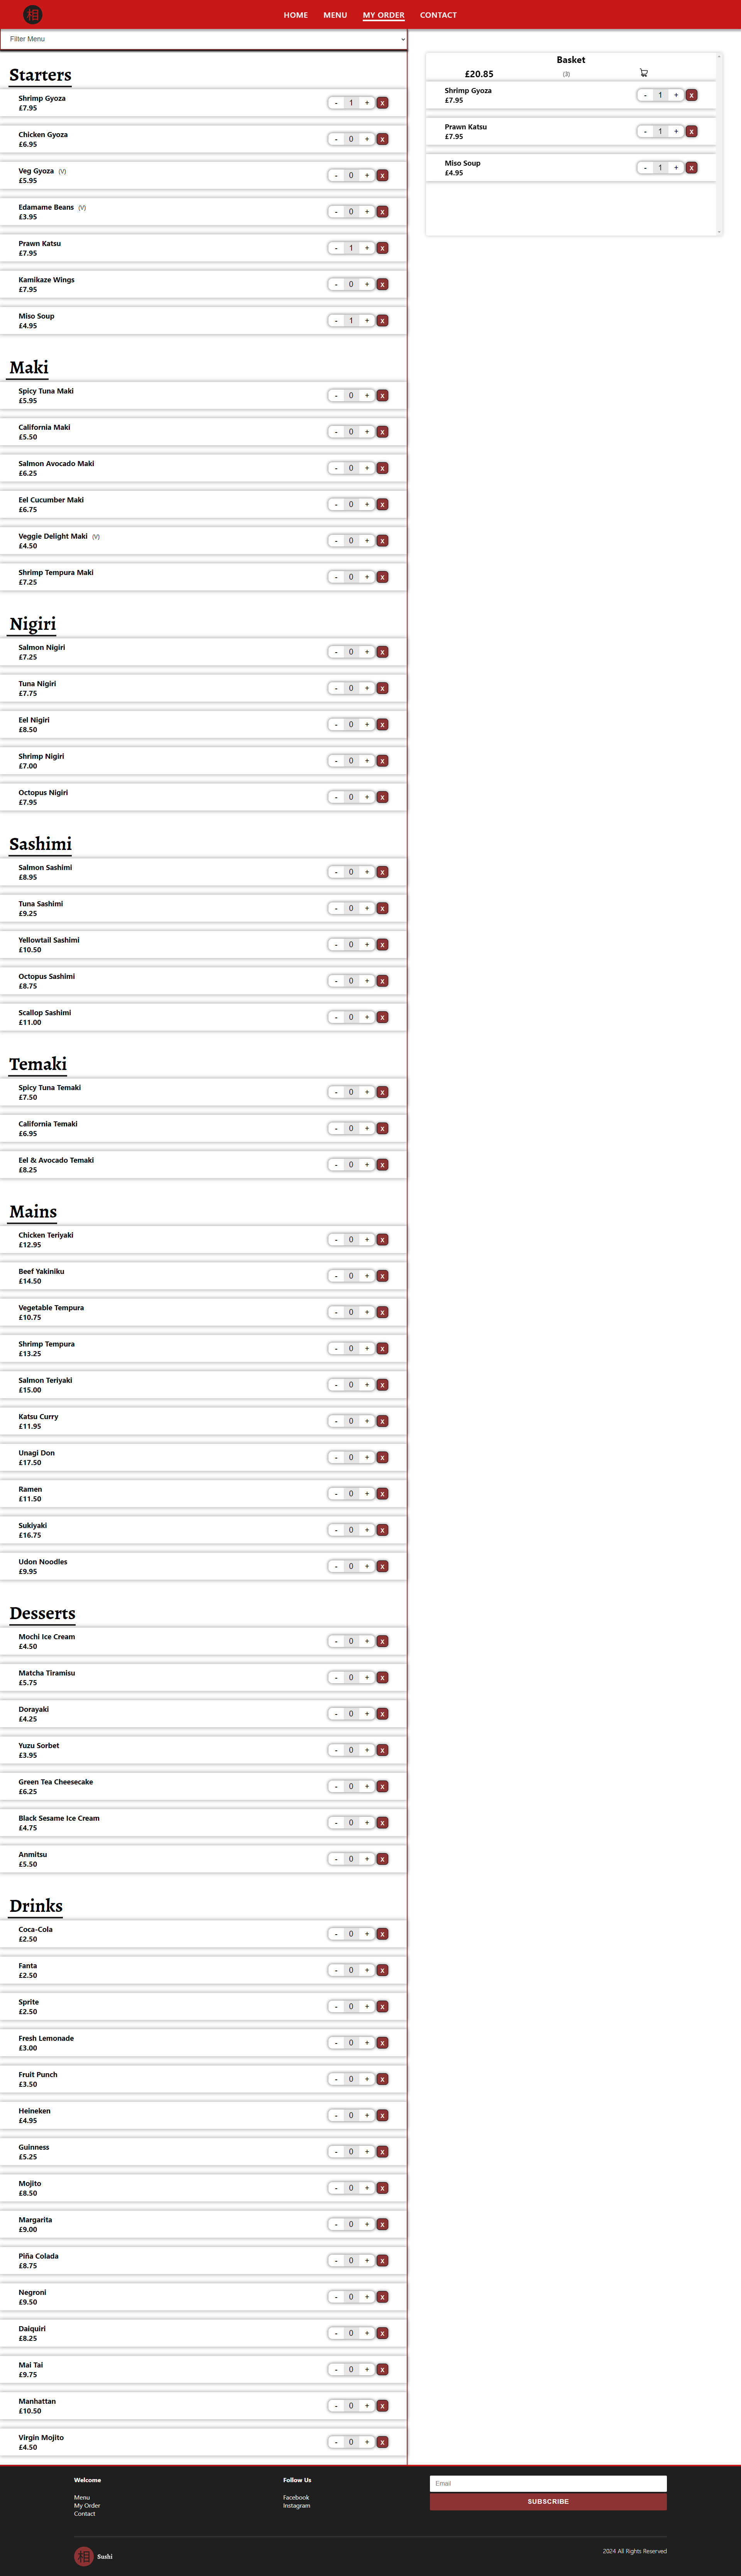 相
HOME MENU MY ORDER CONTACT
Filter Menu
Starters
Shrimp Gyoza
£7.95
- 1 + x
Chicken Gyoza
£6.95
- 0 + x
Veg Gyoza (V)
£5.95
- 0 + x
Edamame Beans (V)
£3.95
- 0 + x
Prawn Katsu
£7.95
- 1 + x
Kamikaze Wings
£7.95
- 0 + x
Miso Soup
£4.95
- 1 + x
Maki
Spicy Tuna Maki
£5.95
- 0 + x
California Maki
£5.50
- 0 + x
Salmon Avocado Maki
£6.25
- 0 + x
Eel Cucumber Maki
£6.75
- 0 + x
Veggie Delight Maki (V)
£4.50
- 0 + x
Shrimp Tempura Maki
£7.25
- 0 + x
Nigiri
Salmon Nigiri
£7.25
- 0 + x
Tuna Nigiri
£7.75
- 0 + x
Eel Nigiri
£8.50
- 0 + x
Shrimp Nigiri
£7.00
- 0 + x
Octopus Nigiri
£7.95
- 0 + x
Sashimi
Salmon Sashimi
£8.95
- 0 + x
Tuna Sashimi
£9.25
- 0 + x
Yellowtail Sashimi
£10.50
- 0 + x
Octopus Sashimi
£8.75
- 0 + x
Scallop Sashimi
£11.00
- 0 + x
Temaki
Spicy Tuna Temaki
£7.50
- 0 + x
California Temaki
£6.95
- 0 + x
Eel & Avocado Temaki
£8.25
- 0 + x
Mains
Chicken Teriyaki
£12.95
- 0 + x
Beef Yakiniku
£14.50
- 0 + x
Vegetable Tempura
£10.75
- 0 + x
Shrimp Tempura
£13.25
- 0 + x
Salmon Teriyaki
£15.00
- 0 + x
Katsu Curry
£11.95
- 0 + x
Unagi Don
£17.50
- 0 + x
Ramen
£11.50
- 0 + x
Sukiyaki
£16.75
- 0 + x
Udon Noodles
£9.95
- 0 + x
Desserts
Mochi Ice Cream
£4.50
- 0 + x
Matcha Tiramisu
£5.75
- 0 + x
Dorayaki
£4.25
- 0 + x
Yuzu Sorbet
£3.95
- 0 + x
Green Tea Cheesecake
£6.25
- 0 + x
Black Sesame Ice Cream
£4.75
- 0 + x
Anmitsu
£5.50
- 0 + x
Drinks
Coca-Cola
£2.50
- 0 + x
Fanta
£2.50
- 0 + x
Sprite
£2.50
- 0 + x
Fresh Lemonade
£3.00
- 0 + x
Fruit Punch
£3.50
- 0 + x
Heineken
£4.95
- 0 + x
Guinness
£5.25
- 0 + x
Mojito
£8.50
- 0 + x
Margarita
£9.00
- 0 + x
Piña Colada
£8.75
- 0 + x
Negroni
£9.50
- 0 + x
Daiquiri
£8.25
- 0 + x
Mai Tai
£9.75
- 0 + x
Manhattan
£10.50
- 0 + x
Virgin Mojito
£4.50
- 0 + x
Basket
£20.85 (3)
Shrimp Gyoza
£7.95
- 1 + x
Prawn Katsu
£7.95
- 1 + x
Miso Soup
£4.95
- 1 + x
Welcome
Menu
My Order
Contact
Follow Us
Facebook
Instagram
Email
SUBSCRIBE
相 Sushi
2024 All Rights Reserved